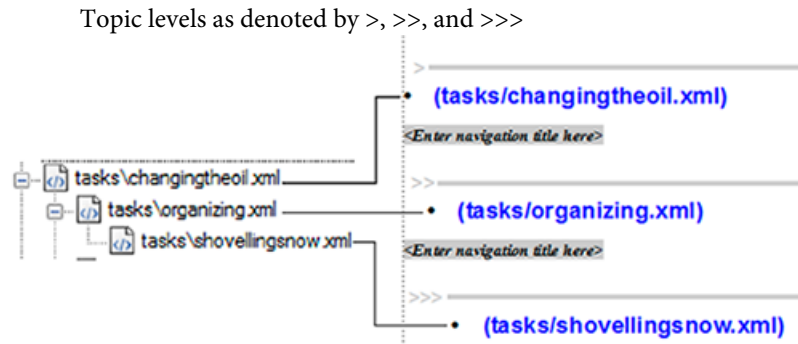 Topic levels as denoted by >, >>, and >>>
>
(tasks/changingtheoil.xml)
<Enter navigation title here>
tasks\changingtheoil.xml
>>
tasks\organizing.xml
(tasks/organizing.xml)
tasks\shovellingsnow.xml
<Enter navigation title here>
>>>
(tasks/shovellingsnow.xml)